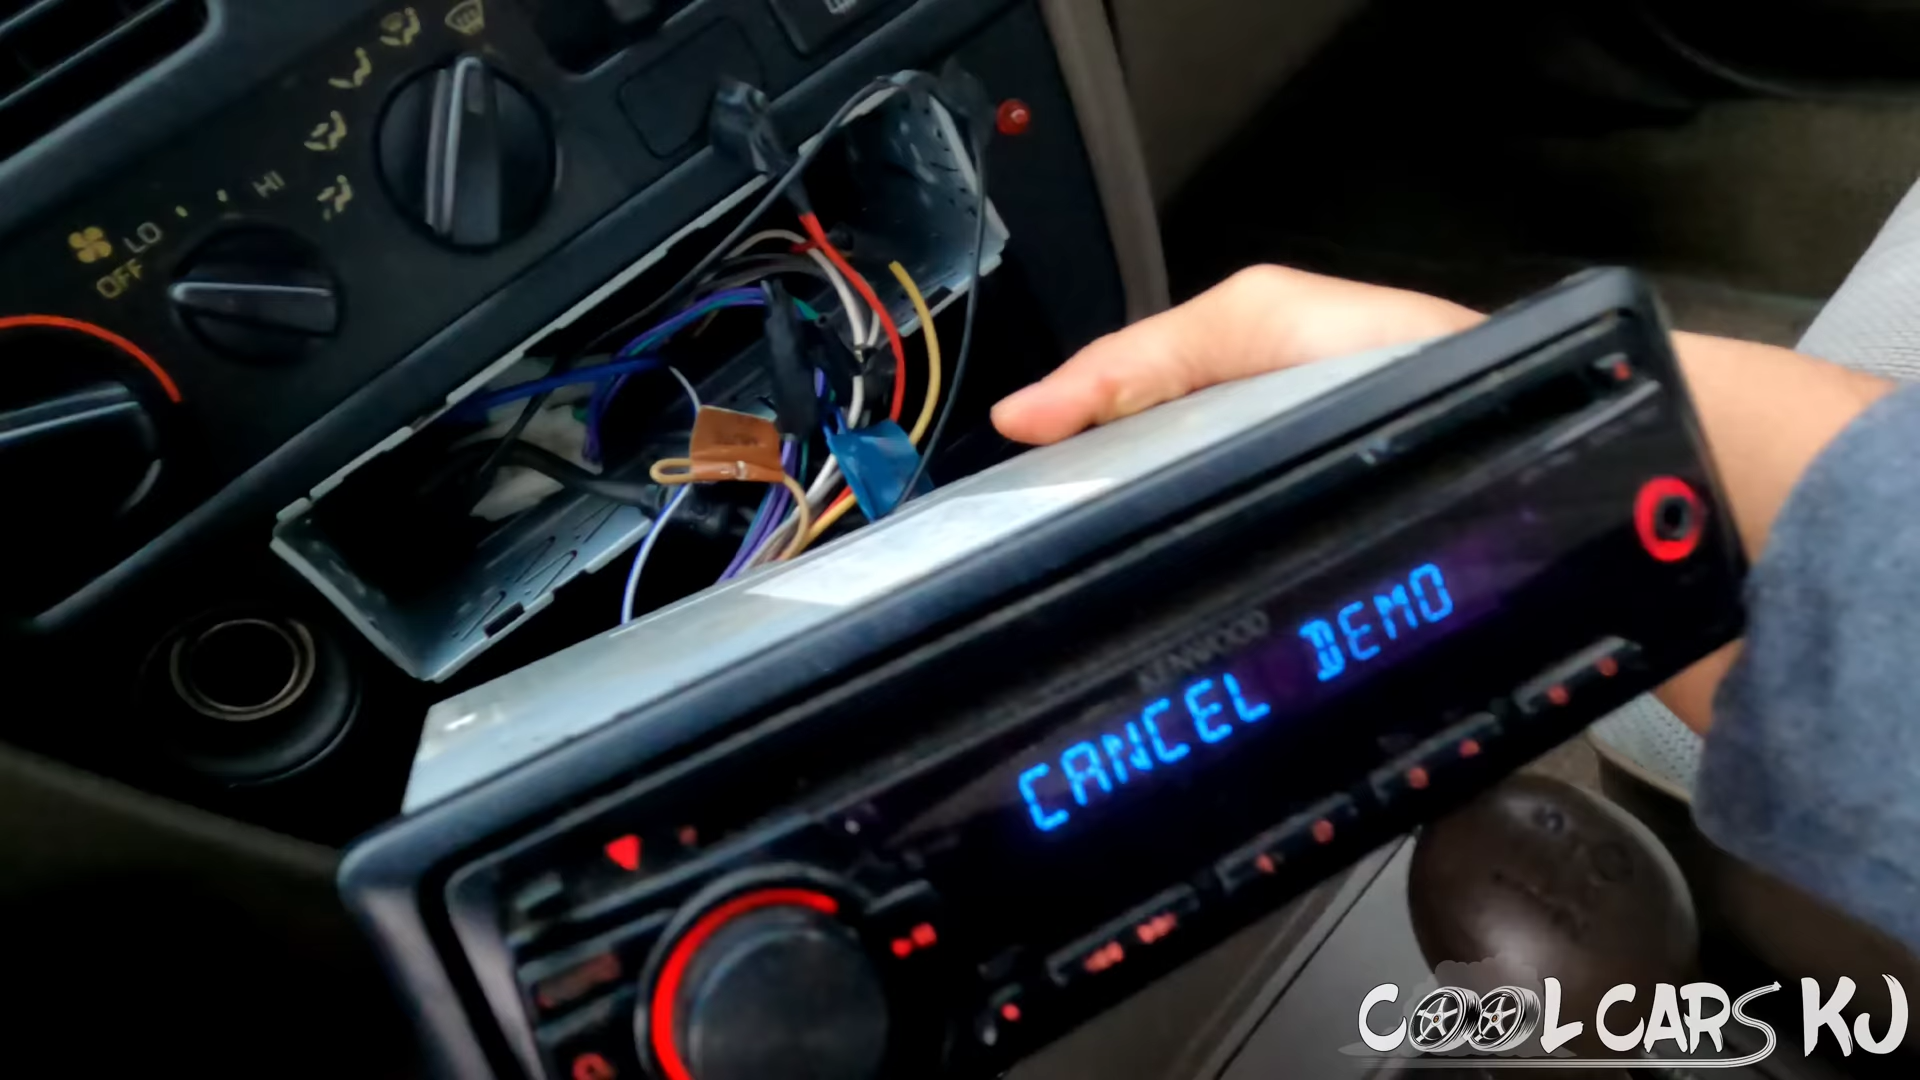 HI
LO
OFF
KENWOOD
CANCEL DEMO
COOL CARS KJ